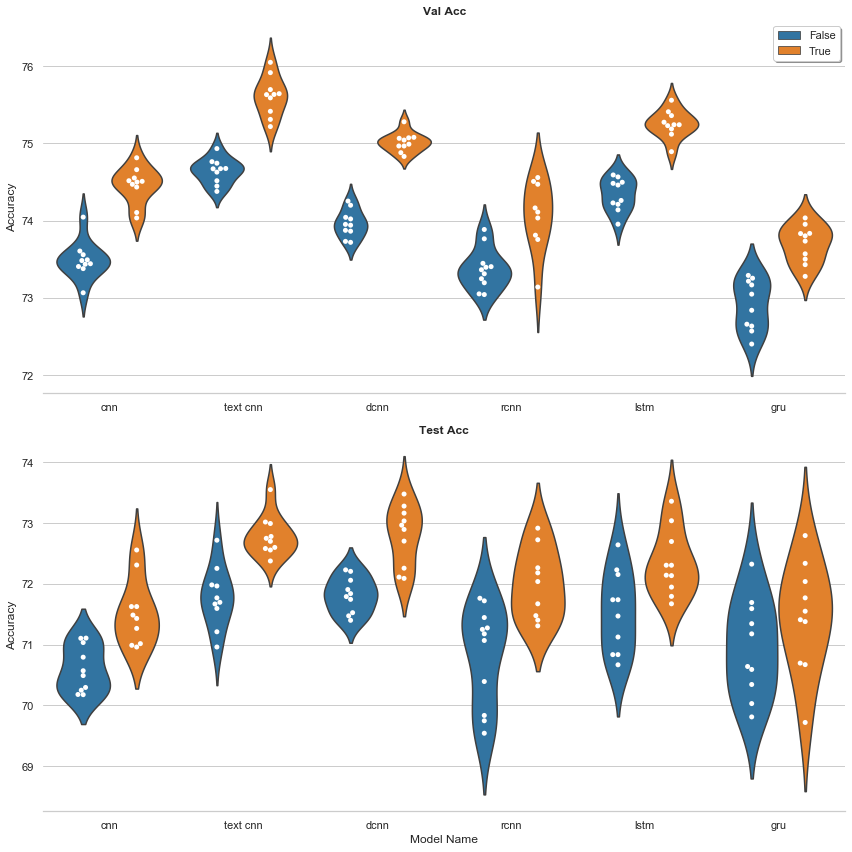 Val Acc
False
True
Accuracy
76
75
74
73
72
cnn text cnn dcnn rcnn lstm gru
Test Acc
Accuracy
74
73
72
71
70
69
cnn text cnn dcnn rcnn lstm gru
Model Name